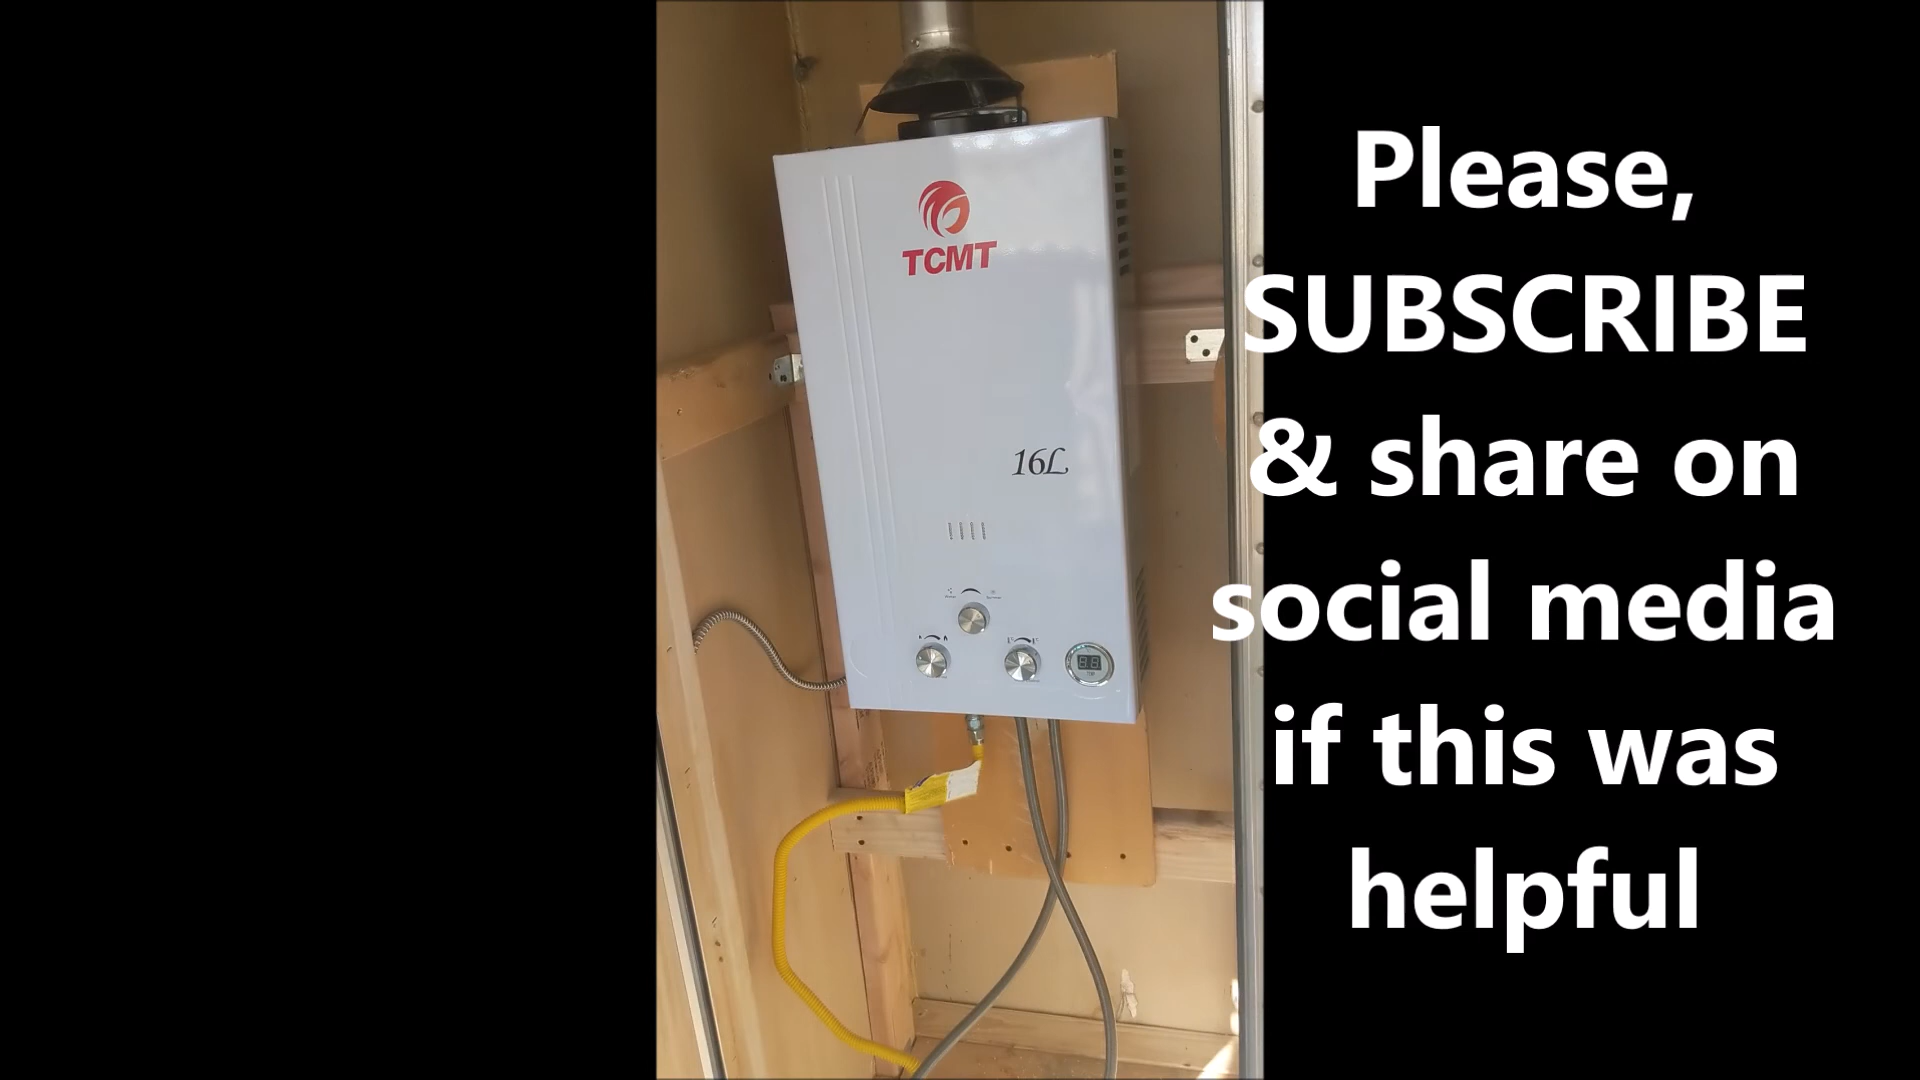 TCMT
16L
Please,
SUBSCRIBE
& share on
social media
if this was
helpful